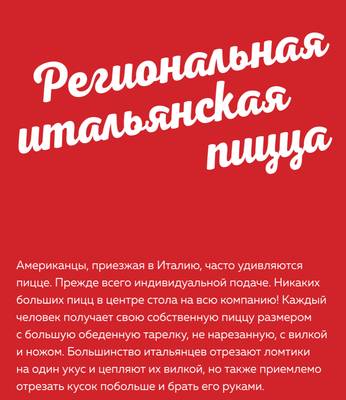 Региональная
итальянская
пицца
Американцы, приезжая в Италию, часто удивляются
пицце. Прежде всего индивидуальной подаче. Никаких
больших пицц в центре стола на всю компанию! Каждый
человек получает свою собственную пиццу размером
с большую обеденную тарелку, не нарезанную, с вилкой
и ножом. Большинство итальянцев отрезают ломтики
на один укус и цепляют их вилкой, но также приемлемо
отрезать кусок побольше и брать его руками.